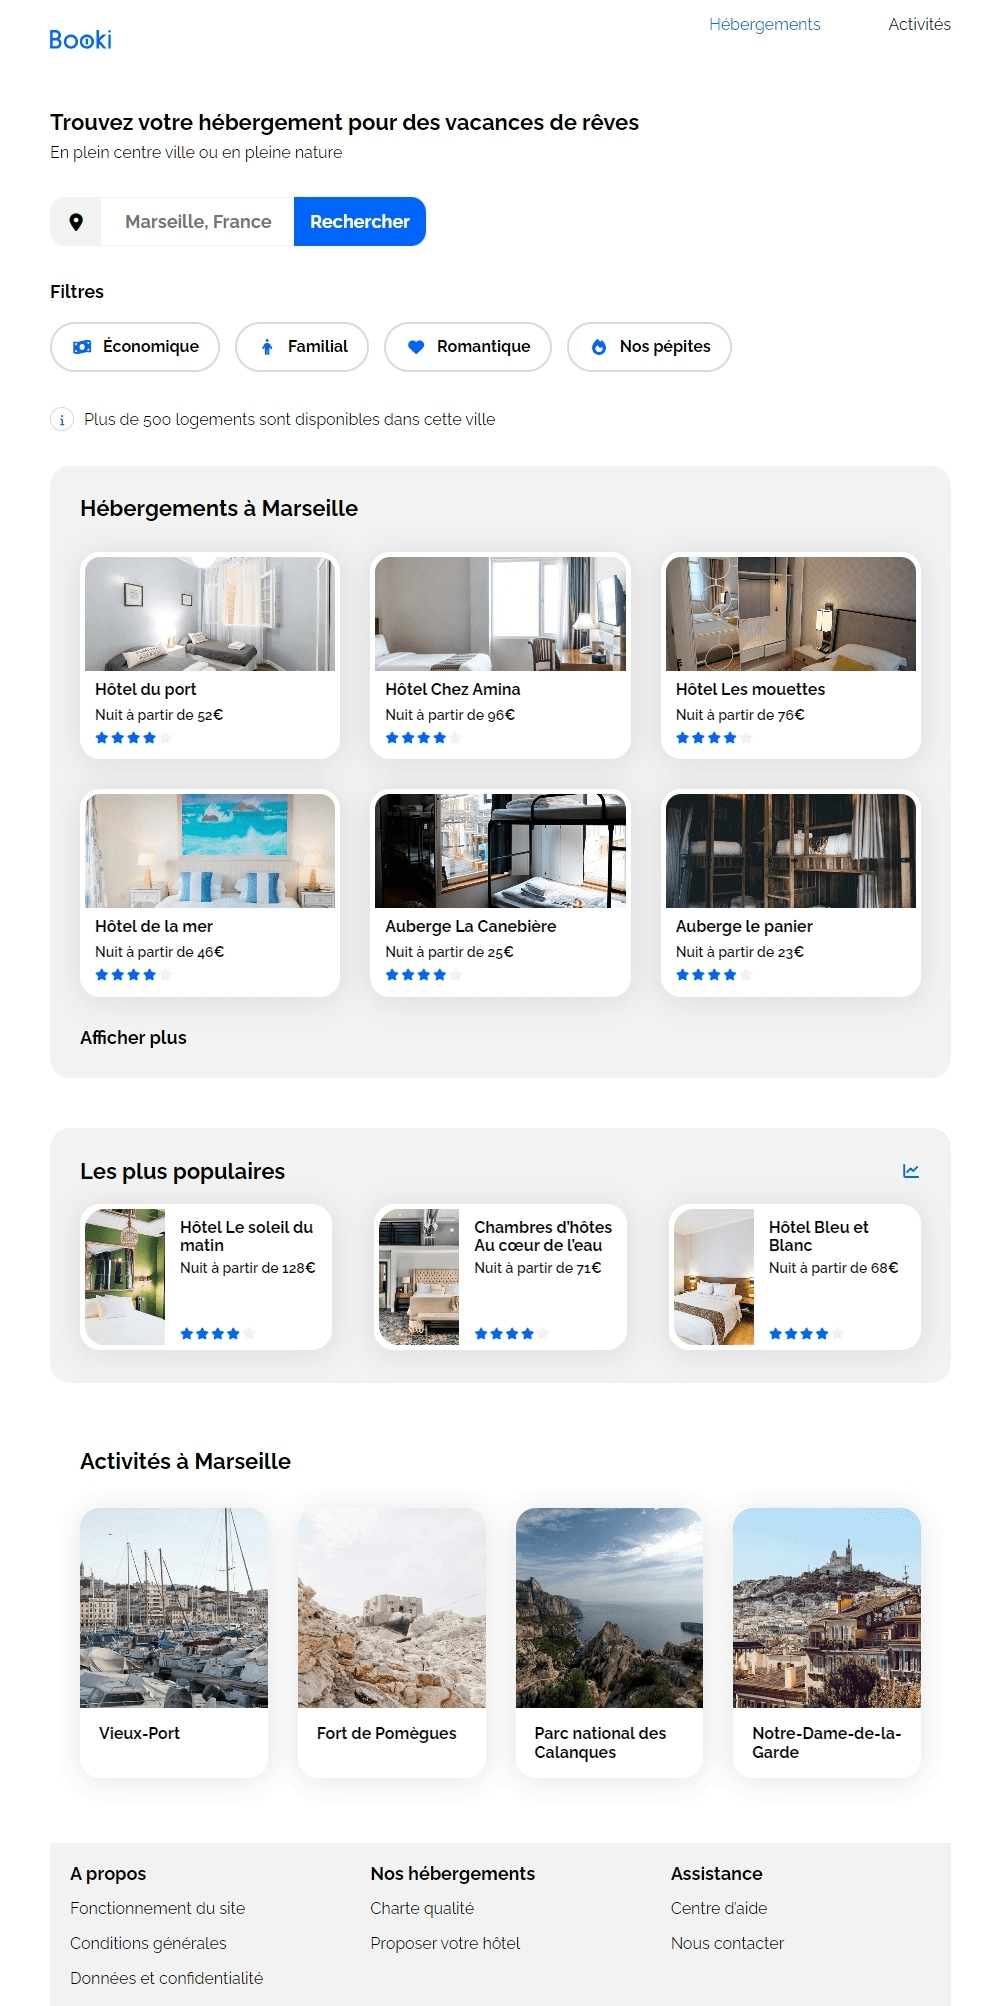 Booki
Hébergements
Activités
Trouvez votre hébergement pour des vacances de rêves
En plein centre ville ou en pleine nature
Marseille, France
Rechercher
Filtres
Économique
Familial
Romantique
Nos pépites
Plus de 500 logements sont disponibles dans cette ville
Hébergements à Marseille
Hôtel du port
Nuit à partir de 52€
Hôtel Chez Amina
Nuit à partir de 96€
Hôtel Les mouettes
Nuit à partir de 76€
Hôtel de la mer
Nuit à partir de 46€
Auberge La Canebière
Nuit à partir de 25€
Auberge le panier
Nuit à partir de 23€
Afficher plus
Les plus populaires
Hôtel Le soleil du
matin
Nuit à partir de 128€
Chambres d'hôtes
Au cœur de l'eau
Nuit à partir de 71€
Hôtel Bleu et
Blanc
Nuit à partir de 68€
Activités à Marseille
Vieux-Port
Fort de Pomègues
Parc national des
Calanques
Notre-Dame-de-la-
Garde
A propos
Fonctionnement du site
Conditions générales
Données et confidentialité
Nos hébergements
Charte qualité
Proposer votre hôtel
Assistance
Centre d'aide
Nous contacter